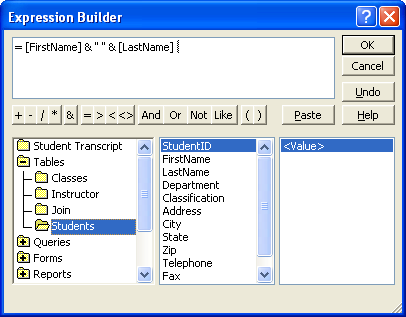 Expression Builder
= [FirstName] & " " & [LastName]
OK
Cancel
Undo
+ - / * & = > < <> And Or Not Like ( ) Paste Help
Student Transcript
Tables
Classes
Instructor
Join
Students
Queries
Forms
Reports
StudentID
FirstName
LastName
Department
Classification
Address
City
State
Zip
Telephone
Fax
<Value>